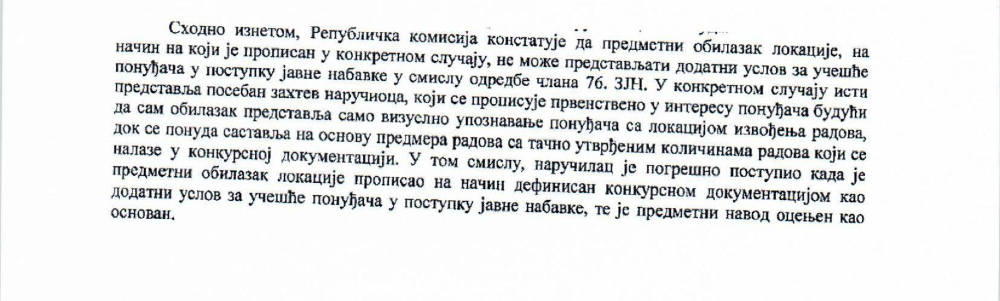 Сходно изнетом, Републичка комисија констатује да предметни обилазак локације, на
начин на који је прописан у конкретном случају, не може представљати додатни услов за учешће
понуђача у поступку јавне набавке у смислу одредбе члана 76. ЗЈН. У конкретном случају исти
представља посебан захтев наручиоца, који се прописује првенствено у интересу понуђача будући
да сам обилазак представља само визуслно упознавање понуђача са локацијом извођења радова,
док се понуда саставља на основу предмера радова са тачно утврђеним количинама радова који се
налазе у конкурсној документацији. У том смислу, наручилац је погрешно поступио када је
предметни обилазак локације прописао на начин дефинисан конкурсном документацијом као
додатни услов за учешће понуђача у поступку јавне набавке, те је предметни навод оцењен као
основан.